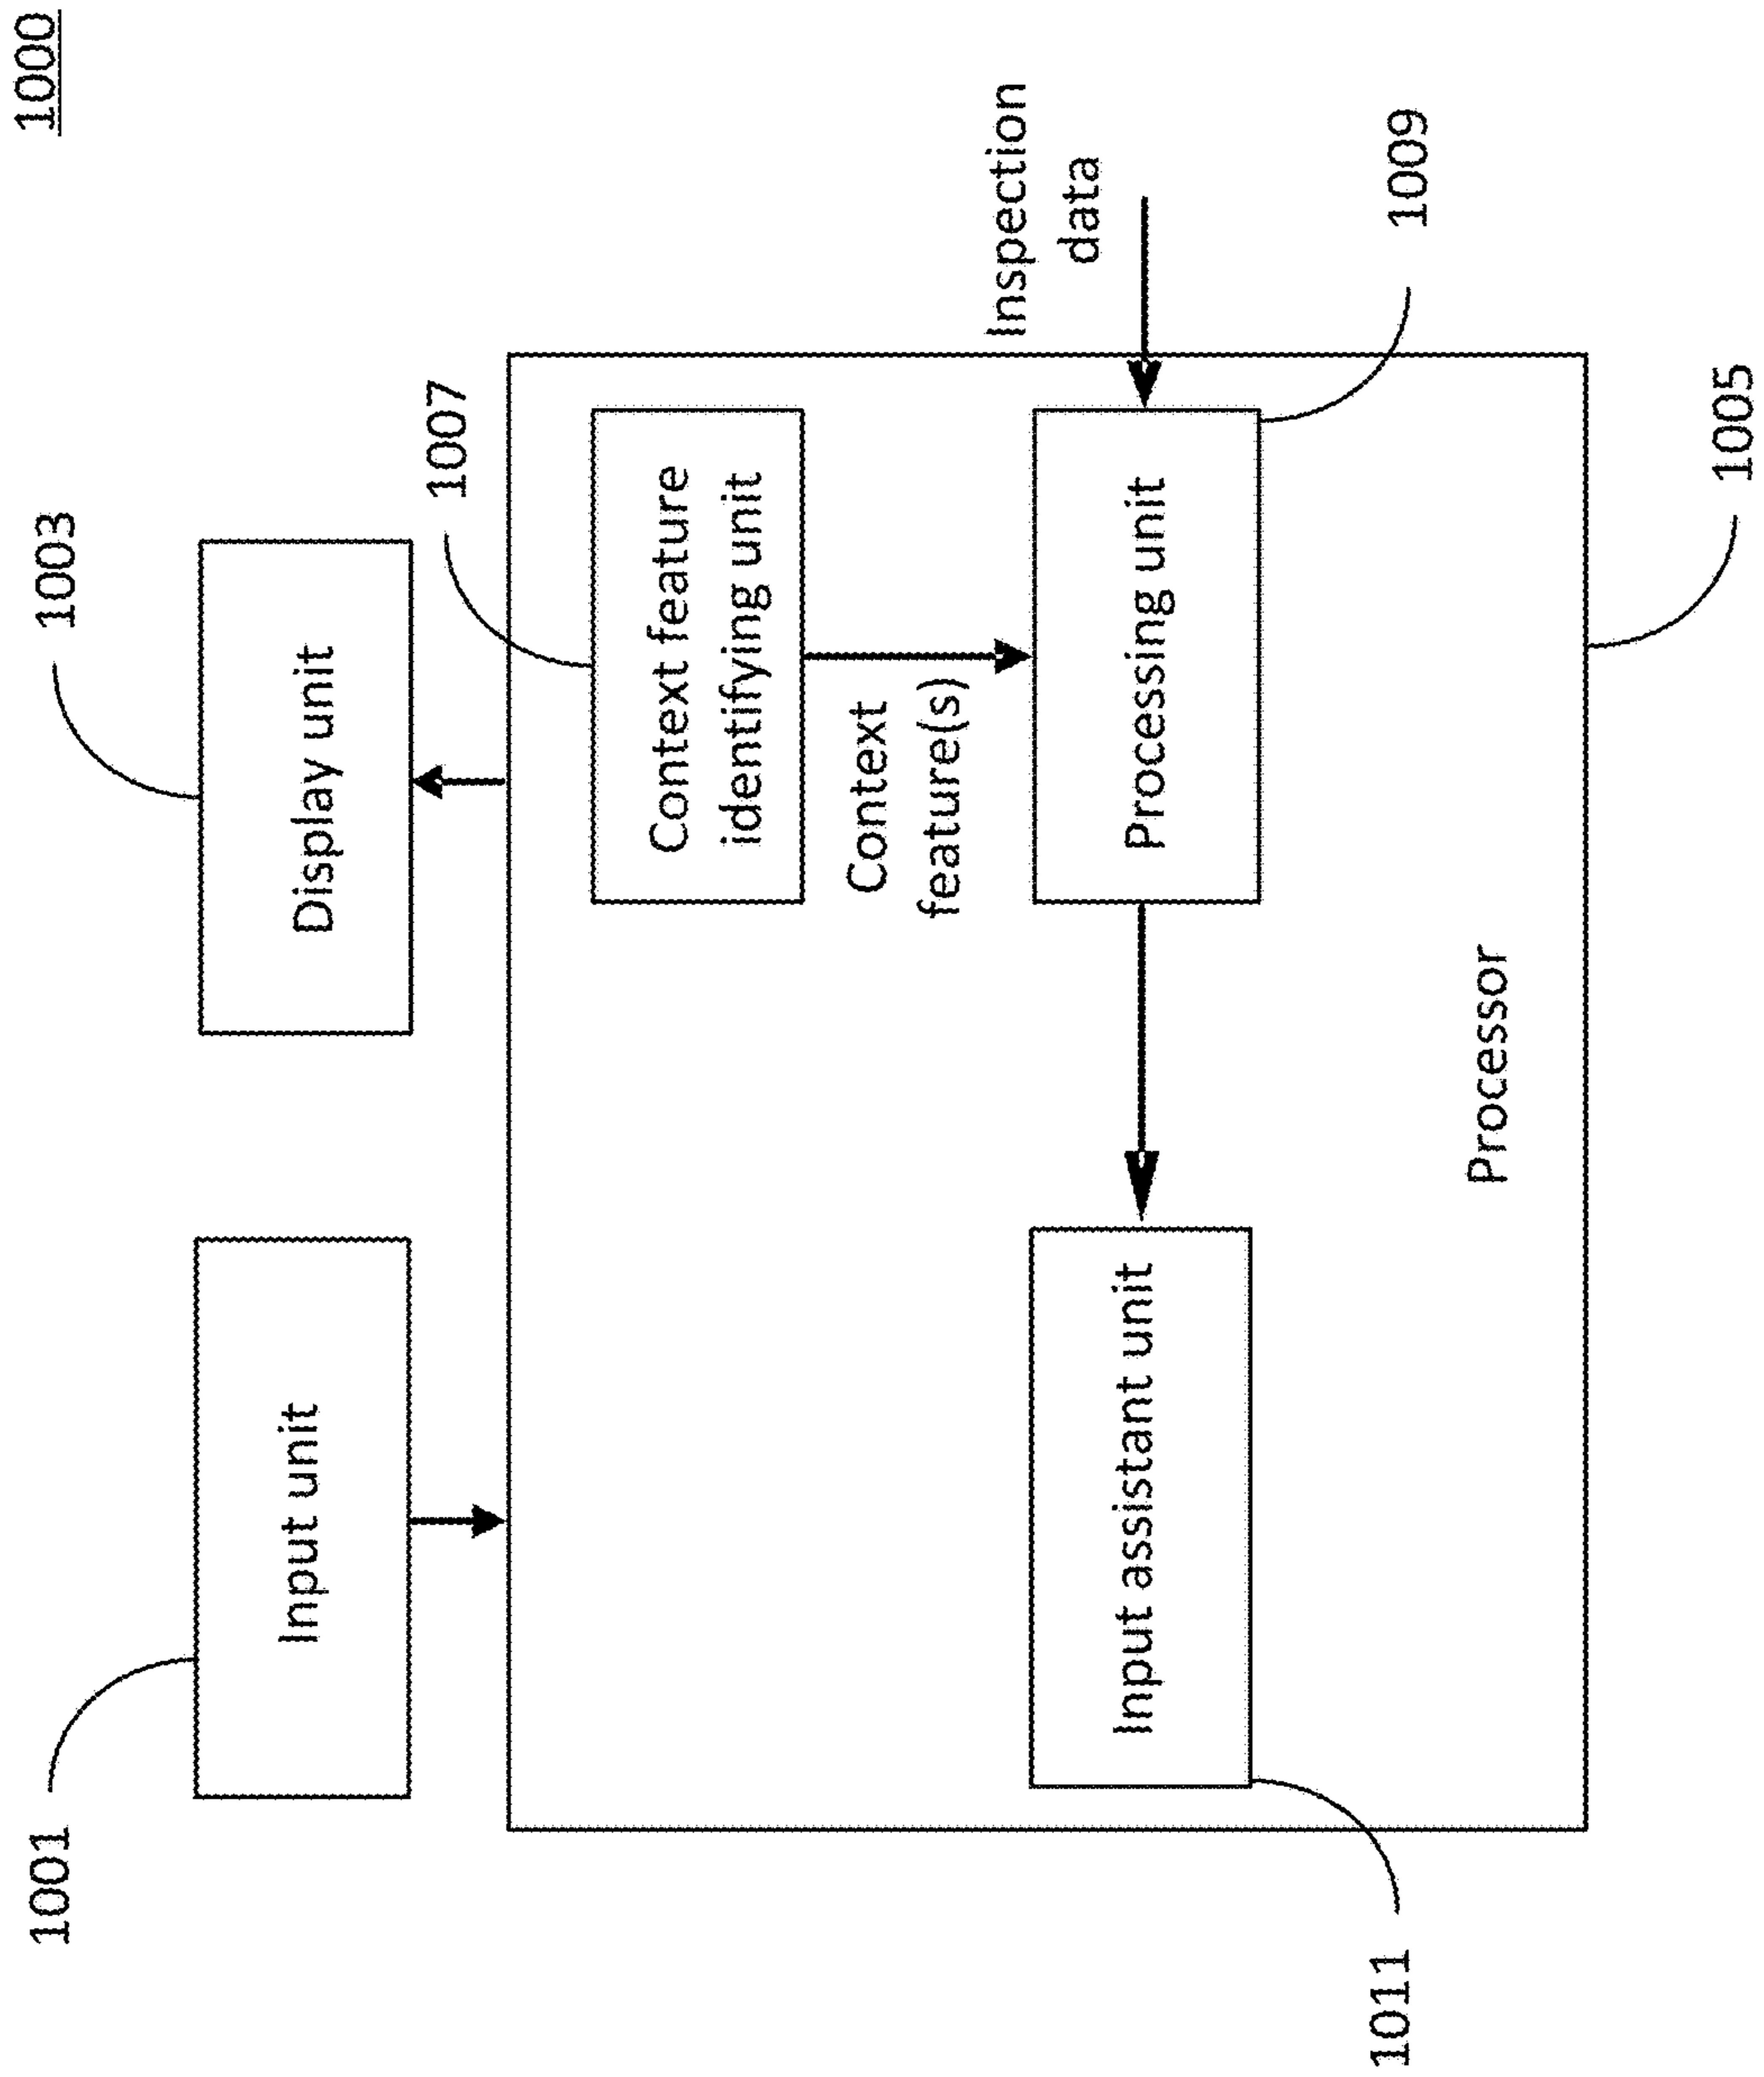 1000
1001
Input unit
1003
Display unit
1007
Context feature
identifying unit
Context
feature(s)
Inspection
data
Input assistant unit
Processing unit
1009
1011
Processor
1005